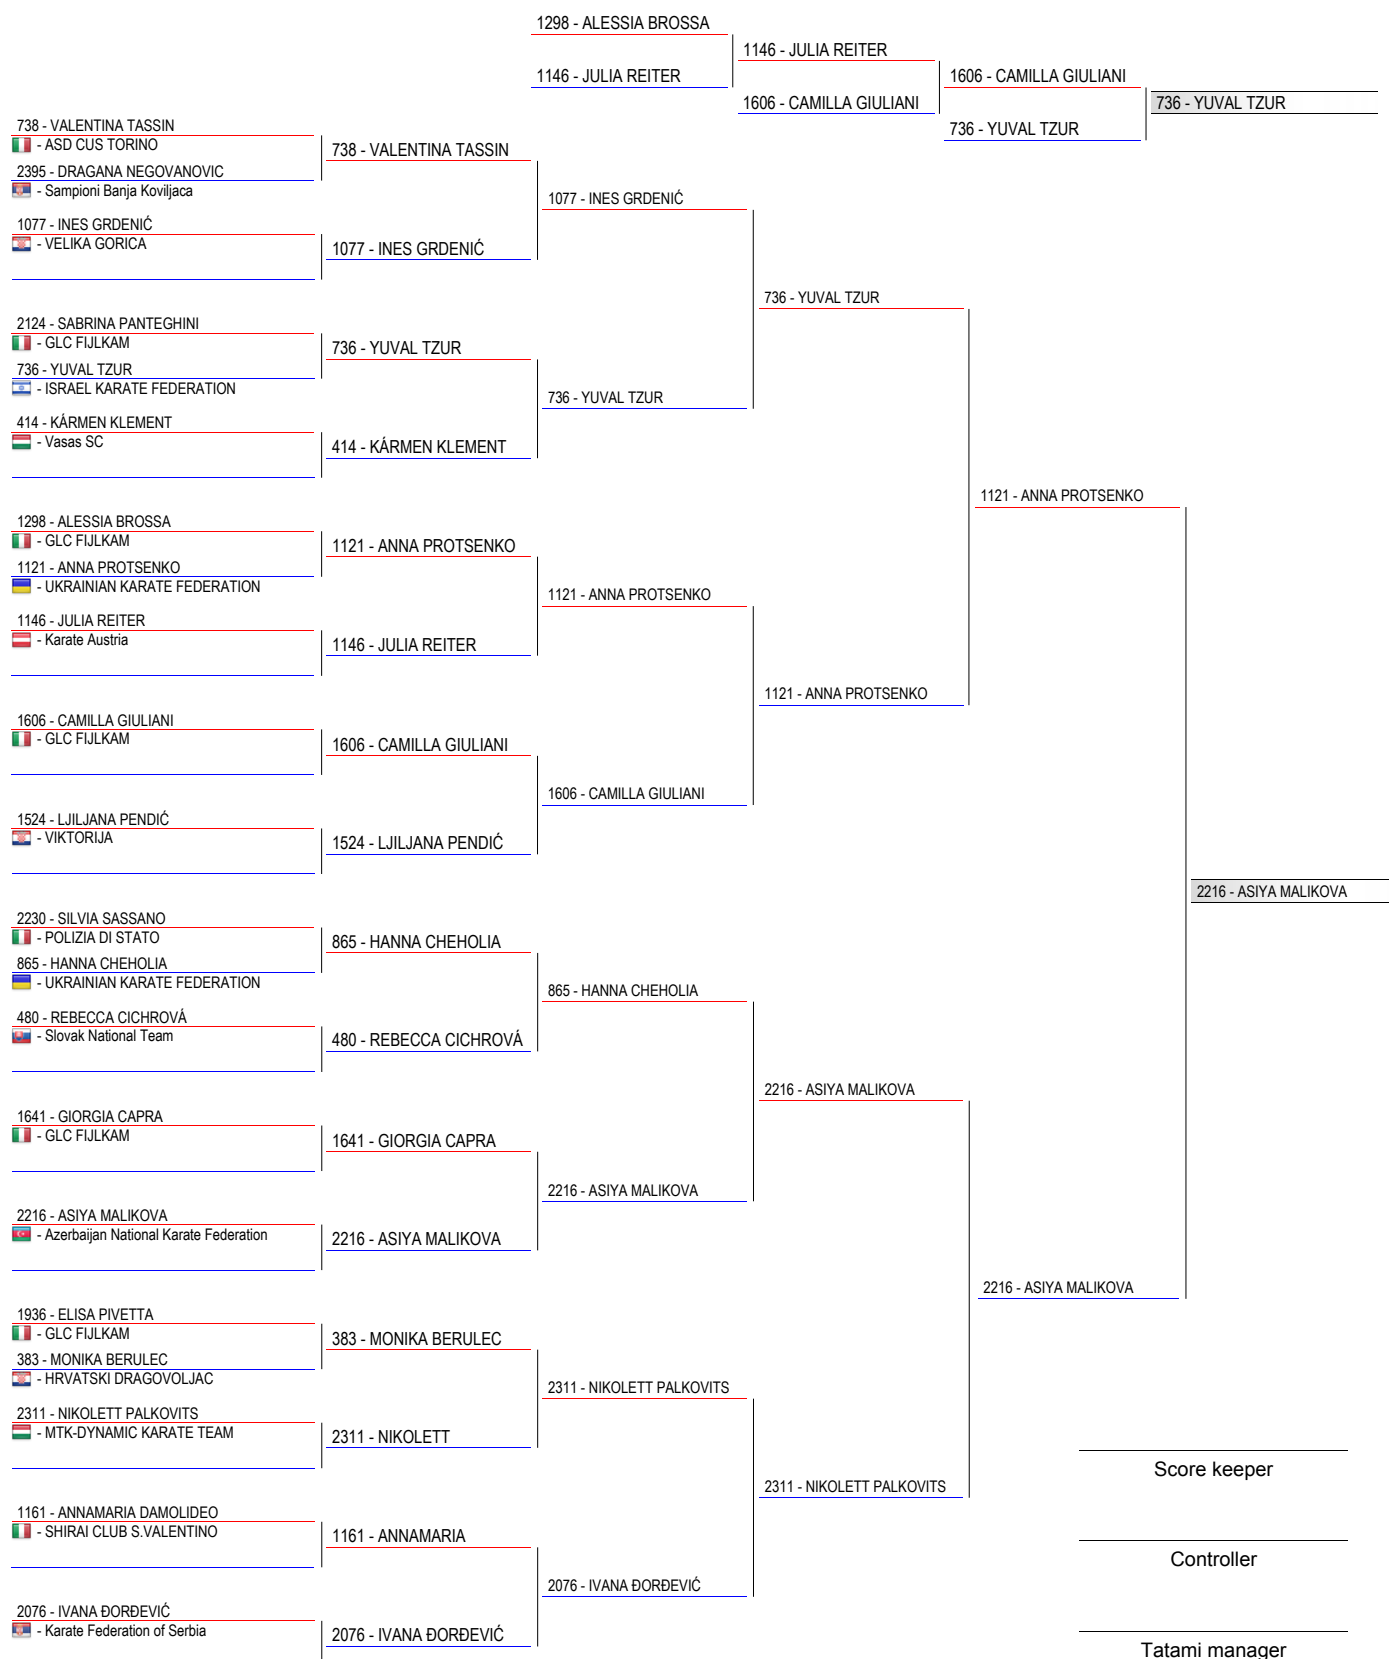 1298 - ALESSIA BROSSA
1146 - JULIA REITER
1146 - JULIA REITER
1606 - CAMILLA GIULIANI
1606 - CAMILLA GIULIANI
736 - YUVAL TZUR
736 - YUVAL TZUR
738 - VALENTINA TASSIN
- ASD CUS TORINO
2395 - DRAGANA NEGOVANOVIC
- Sampioni Banja Koviljaca
1077 - INES GRDENIĆ
- VELIKA GORICA
2124 - SABRINA PANTEGHINI
- GLC FIJLKAM
736 - YUVAL TZUR
- ISRAEL KARATE FEDERATION
414 - KÁRMEN KLEMENT
- Vasas SC
1298 - ALESSIA BROSSA
- GLC FIJLKAM
1121 - ANNA PROTSENKO
- UKRAINIAN KARATE FEDERATION
1146 - JULIA REITER
- Karate Austria
1606 - CAMILLA GIULIANI
- GLC FIJLKAM
1524 - LJILJANA PENDIĆ
- VIKTORIJA
2230 - SILVIA SASSANO
- POLIZIA DI STATO
865 - HANNA CHEHOLIA
- UKRAINIAN KARATE FEDERATION
480 - REBECCA CICHROVÁ
- Slovak National Team
1641 - GIORGIA CAPRA
- GLC FIJLKAM
2216 - ASIYA MALIKOVA
- Azerbaijan National Karate Federation
1936 - ELISA PIVETTA
- GLC FIJLKAM
383 - MONIKA BERULEC
- HRVATSKI DRAGOVOLJAC
2311 - NIKOLETT PALKOVITS
- MTK-DYNAMIC KARATE TEAM
1161 - ANNAMARIA DAMOLIDEO
- SHIRAI CLUB S.VALENTINO
2076 - IVANA ĐORĐEVIĆ
- Karate Federation of Serbia
738 - VALENTINA TASSIN
1077 - INES GRDENIĆ
736 - YUVAL TZUR
414 - KÁRMEN KLEMENT
1121 - ANNA PROTSENKO
1146 - JULIA REITER
1606 - CAMILLA GIULIANI
1524 - LJILJANA PENDIĆ
865 - HANNA CHEHOLIA
480 - REBECCA CICHROVÁ
1641 - GIORGIA CAPRA
2216 - ASIYA MALIKOVA
383 - MONIKA BERULEC
2311 - NIKOLETT
1161 - ANNAMARIA
2076 - IVANA ĐORĐEVIĆ
1077 - INES GRDENIĆ
736 - YUVAL TZUR
1121 - ANNA PROTSENKO
1606 - CAMILLA GIULIANI
865 - HANNA CHEHOLIA
2216 - ASIYA MALIKOVA
2311 - NIKOLETT PALKOVITS
2076 - IVANA ĐORĐEVIĆ
736 - YUVAL TZUR
1121 - ANNA PROTSENKO
2216 - ASIYA MALIKOVA
2311 - NIKOLETT PALKOVITS
1121 - ANNA PROTSENKO
2216 - ASIYA MALIKOVA
2216 - ASIYA MALIKOVA
Score keeper
Controller
Tatami manager